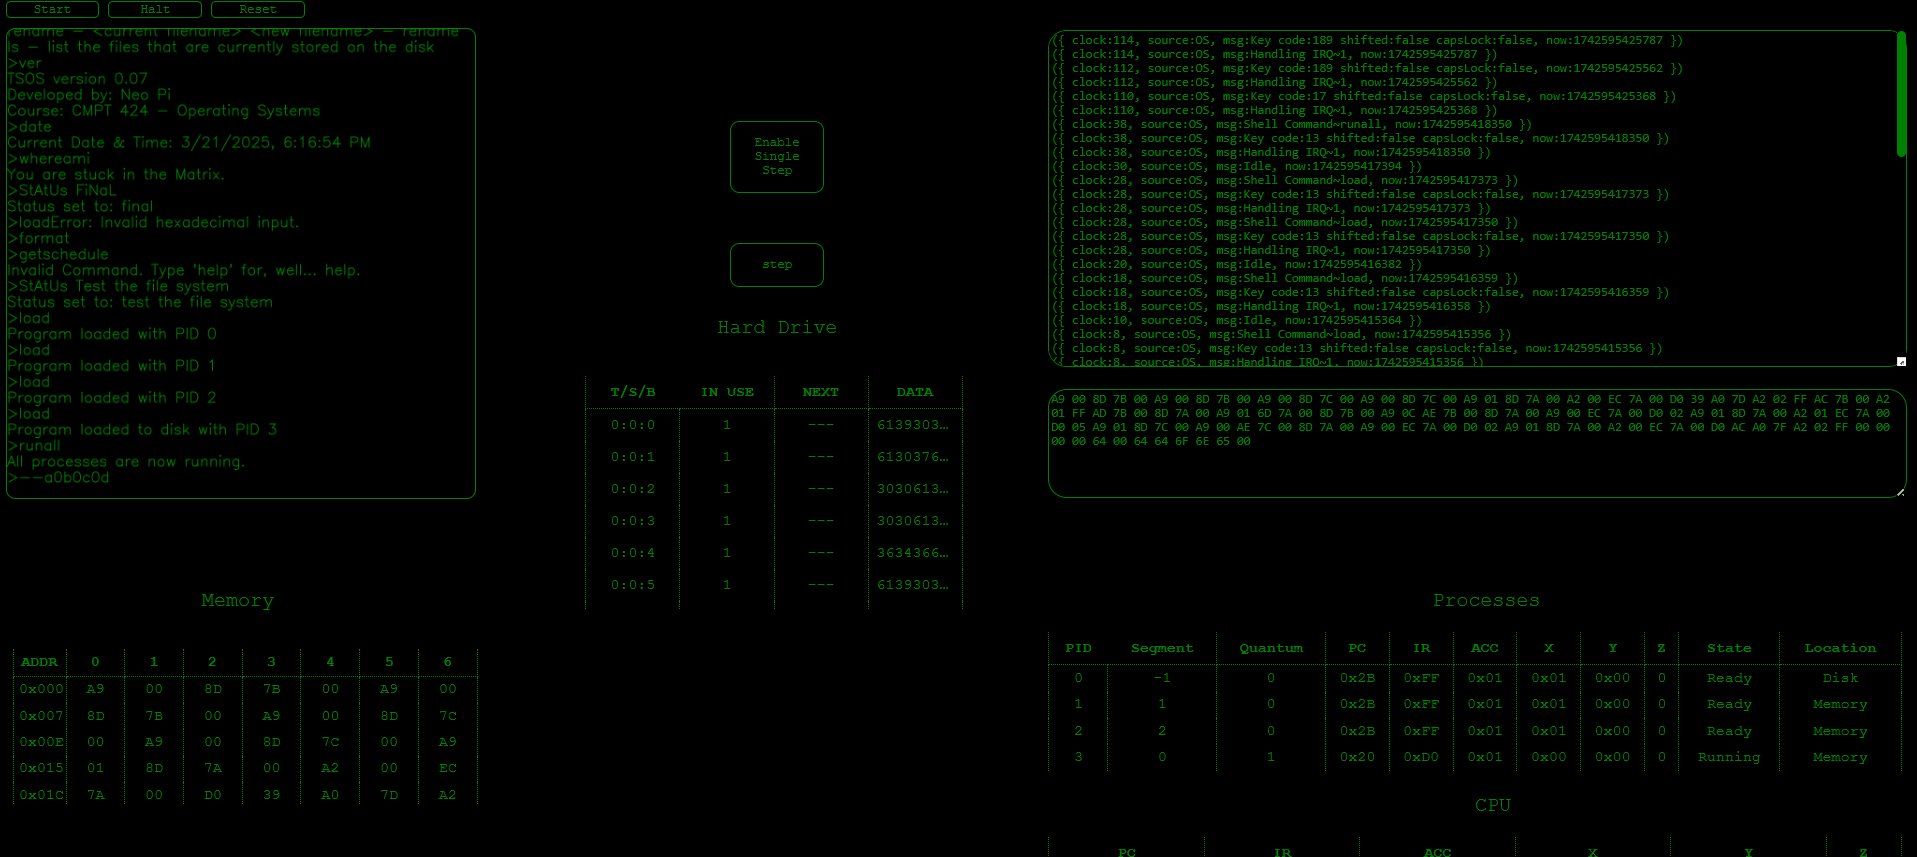 Start Halt Reset
ename – <current filename> <new filename> – rename
ls – list the files that are currently stored on the disk
>ver
TSOS version 0.07
Developed by: Neo Pi
Course: CMPT 424 – Operating Systems
>date
Current Date & Time: 3/21/2025, 6:16:54 PM
>whereami
You are stuck in the Matrix.
>StAtUs FiNaL
Status set to: final
>loadError: Invalid hexadecimal input.
>format
>getschedule
Invalid Command. Type 'help' for, well... help.
>StAtUs Test the file system
Status set to: test the file system
>load
Program loaded with PID 0
>load
Program loaded with PID 1
>load
Program loaded with PID 2
>load
Program loaded to disk with PID 3
>runall
All processes are now running.
>––a0b0c0d
Enable
Single
Step
step
Hard Drive
T/S/B IN USE NEXT DATA
0:0:0 1 --- 6139303…
0:0:1 1 --- 6130376…
0:0:2 1 --- 3030613…
0:0:3 1 --- 3030613…
0:0:4 1 --- 3634366…
0:0:5 1 --- 6139303…
({ clock:114, source:OS, msg:Key code:189 shifted:false capsLock:false, now:1742595425787 })
({ clock:114, source:OS, msg:Handling IRQ~1, now:1742595425787 })
({ clock:112, source:OS, msg:Key code:189 shifted:false capsLock:false, now:1742595425562 })
({ clock:112, source:OS, msg:Handling IRQ~1, now:1742595425562 })
({ clock:110, source:OS, msg:Key code:17 shifted:false capsLock:false, now:1742595425368 })
({ clock:110, source:OS, msg:Handling IRQ~1, now:1742595425368 })
({ clock:38, source:OS, msg:Shell Command~runall, now:1742595418350 })
({ clock:38, source:OS, msg:Key code:13 shifted:false capsLock:false, now:1742595418350 })
({ clock:38, source:OS, msg:Handling IRQ~1, now:1742595418350 })
({ clock:30, source:OS, msg:Idle, now:1742595417394 })
({ clock:28, source:OS, msg:Shell Command~load, now:1742595417373 })
({ clock:28, source:OS, msg:Key code:13 shifted:false capsLock:false, now:1742595417373 })
({ clock:28, source:OS, msg:Handling IRQ~1, now:1742595417373 })
({ clock:28, source:OS, msg:Shell Command~load, now:1742595417350 })
({ clock:28, source:OS, msg:Key code:13 shifted:false capsLock:false, now:1742595417350 })
({ clock:28, source:OS, msg:Handling IRQ~1, now:1742595417350 })
({ clock:20, source:OS, msg:Idle, now:1742595416382 })
({ clock:18, source:OS, msg:Shell Command~load, now:1742595416359 })
({ clock:18, source:OS, msg:Key code:13 shifted:false capsLock:false, now:1742595416359 })
({ clock:18, source:OS, msg:Handling IRQ~1, now:1742595416358 })
({ clock:10, source:OS, msg:Idle, now:1742595415364 })
({ clock:8, source:OS, msg:Shell Command~load, now:1742595415356 })
({ clock:8, source:OS, msg:Key code:13 shifted:false capsLock:false, now:1742595415356 })
({ clock:8, source:OS, msg:Handling IRQ~1, now:1742595415356 })
A9 00 8D 7B 00 A9 00 8D 7B 00 A9 00 8D 7C 00 A9 00 8D 7C 00 A9 01 8D 7A 00 A2 00 EC 7A 00 D0 39 A0 7D A2 02 FF AC 7B 00 A2
01 FF AD 7B 00 8D 7A 00 A9 01 6D 7A 00 8D 7B 00 A9 0C AE 7B 00 8D 7A 00 A9 00 EC 7A 00 D0 02 A9 01 8D 7A 00 A2 01 EC 7A 00
D0 05 A9 01 8D 7C 00 A9 00 AE 7C 00 8D 7A 00 A9 00 EC 7A 00 D0 02 A9 01 8D 7A 00 A2 00 EC 7A 00 D0 AC A0 7F A2 02 FF 00 00 00
00 00 64 00 64 64 6F 6E 65 00
Memory
ADDR 0 1 2 3 4 5 6
0x000 A9 00 8D 7B 00 A9 00
0x007 8D 7B 00 A9 00 8D 7C
0x00E 00 A9 00 8D 7C 00 A9
0x015 01 8D 7A 00 A2 00 EC
0x01C 7A 00 D0 39 A0 7D A2
Processes
PID Segment Quantum PC IR ACC X Y Z State Location
0 -1 0 0x2B 0xFF 0x01 0x01 0x00 0 Ready Disk
1 1 0 0x2B 0xFF 0x01 0x01 0x00 0 Ready Memory
2 2 0 0x2B 0xFF 0x01 0x01 0x00 0 Ready Memory
3 0 1 0x20 0xD0 0x01 0x00 0x00 0 Running Memory
CPU
PC IR ACC X Y Z